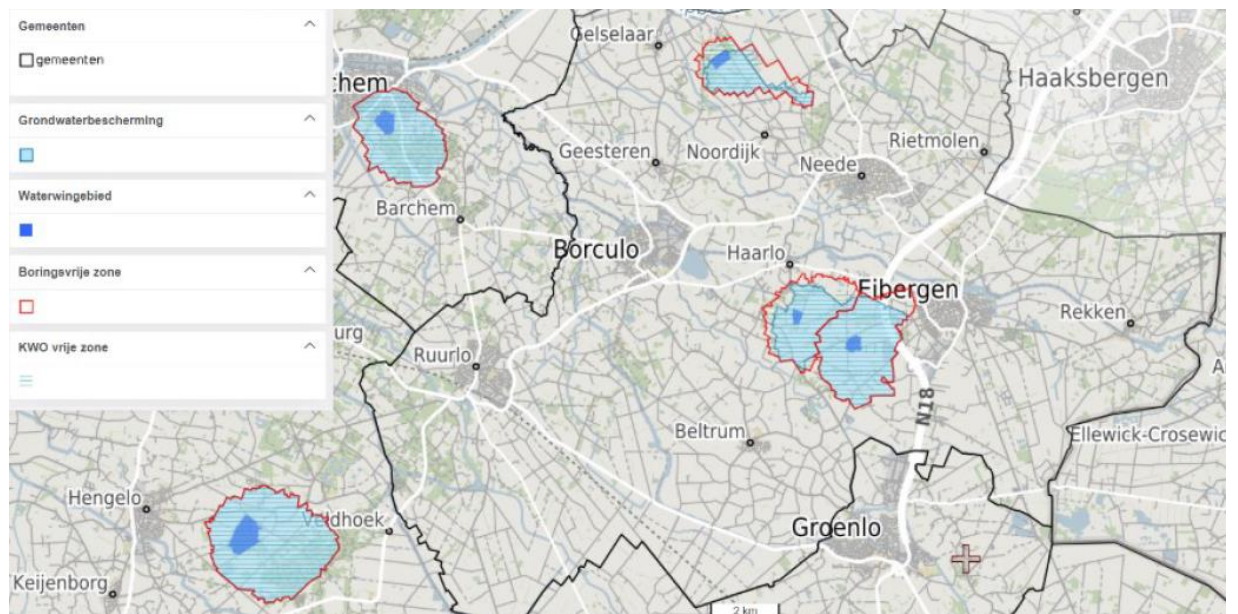 Gemeenten
gemeenten
Grondwaterbescherming
Waterwingebied
Boringsvrije zone
KWO vrije zone
Gelselaar
Haaksbergen
chem
Rietmolen
Geesteren
Noordijk
Neede
Barchem
Borculo
Haarlo
Eibergen
Rekken
urg
Ruurlo
N18
Beltrum
Ellewick-Crosewic
Hengelo
Veldhoek
Groenlo
Keijenborg
2 km